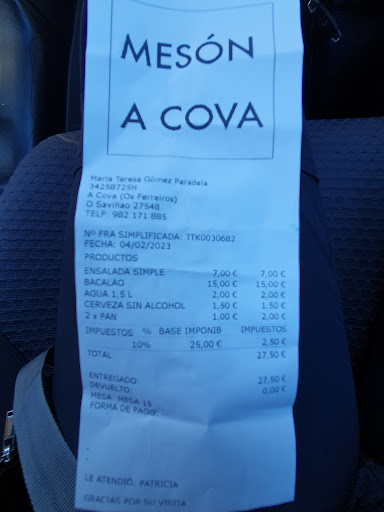 MESÓN
A COVA
Maria Teresa Gómez Paradela
34258725H
A Cova (Os Ferreiros)
O Saviñao 27548
TELF: 982 171 885
Nº FRA SIMPLIFICADA: TTK0030682
FECHA: 04/02/2023
PRODUCTOS
ENSALADA SIMPLE 7,00 € 7,00 €
BACALAO 15,00 € 15,00 €
AGUA 1,5 L 2,00 € 2,00 €
CERVEZA SIN ALCOHOL 1,50 € 1,50 €
2 x PAN 1,00 € 2,00 €
IMPUESTOS % BASE IMPONIB IMPUESTOS
10% 25,00 € 2,50 €
TOTAL 27,50 €
ENTREGADO: 27,50 €
DEVUELTO: 0,00 €
MESA: MESA 15
FORMA DE PAGO:
LE ATENDIÓ: PATRICIA
GRACIAS POR SU VISITA